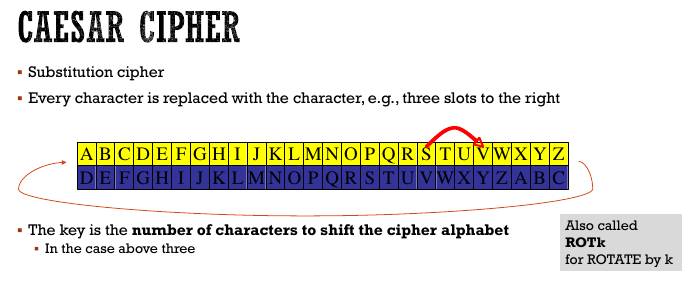 CAESAR CIPHER
▪ Substitution cipher
▪ Every character is replaced with the character, e.g., three slots to the right
A B C D E F G H I J K L M N O P Q R S T U V W X Y Z
D E F G H I J K L M N O P Q R S T U V W X Y Z A B C
▪ The key is the number of characters to shift the cipher alphabet
▪ In the case above three
Also called
ROTk
for ROTATE by k